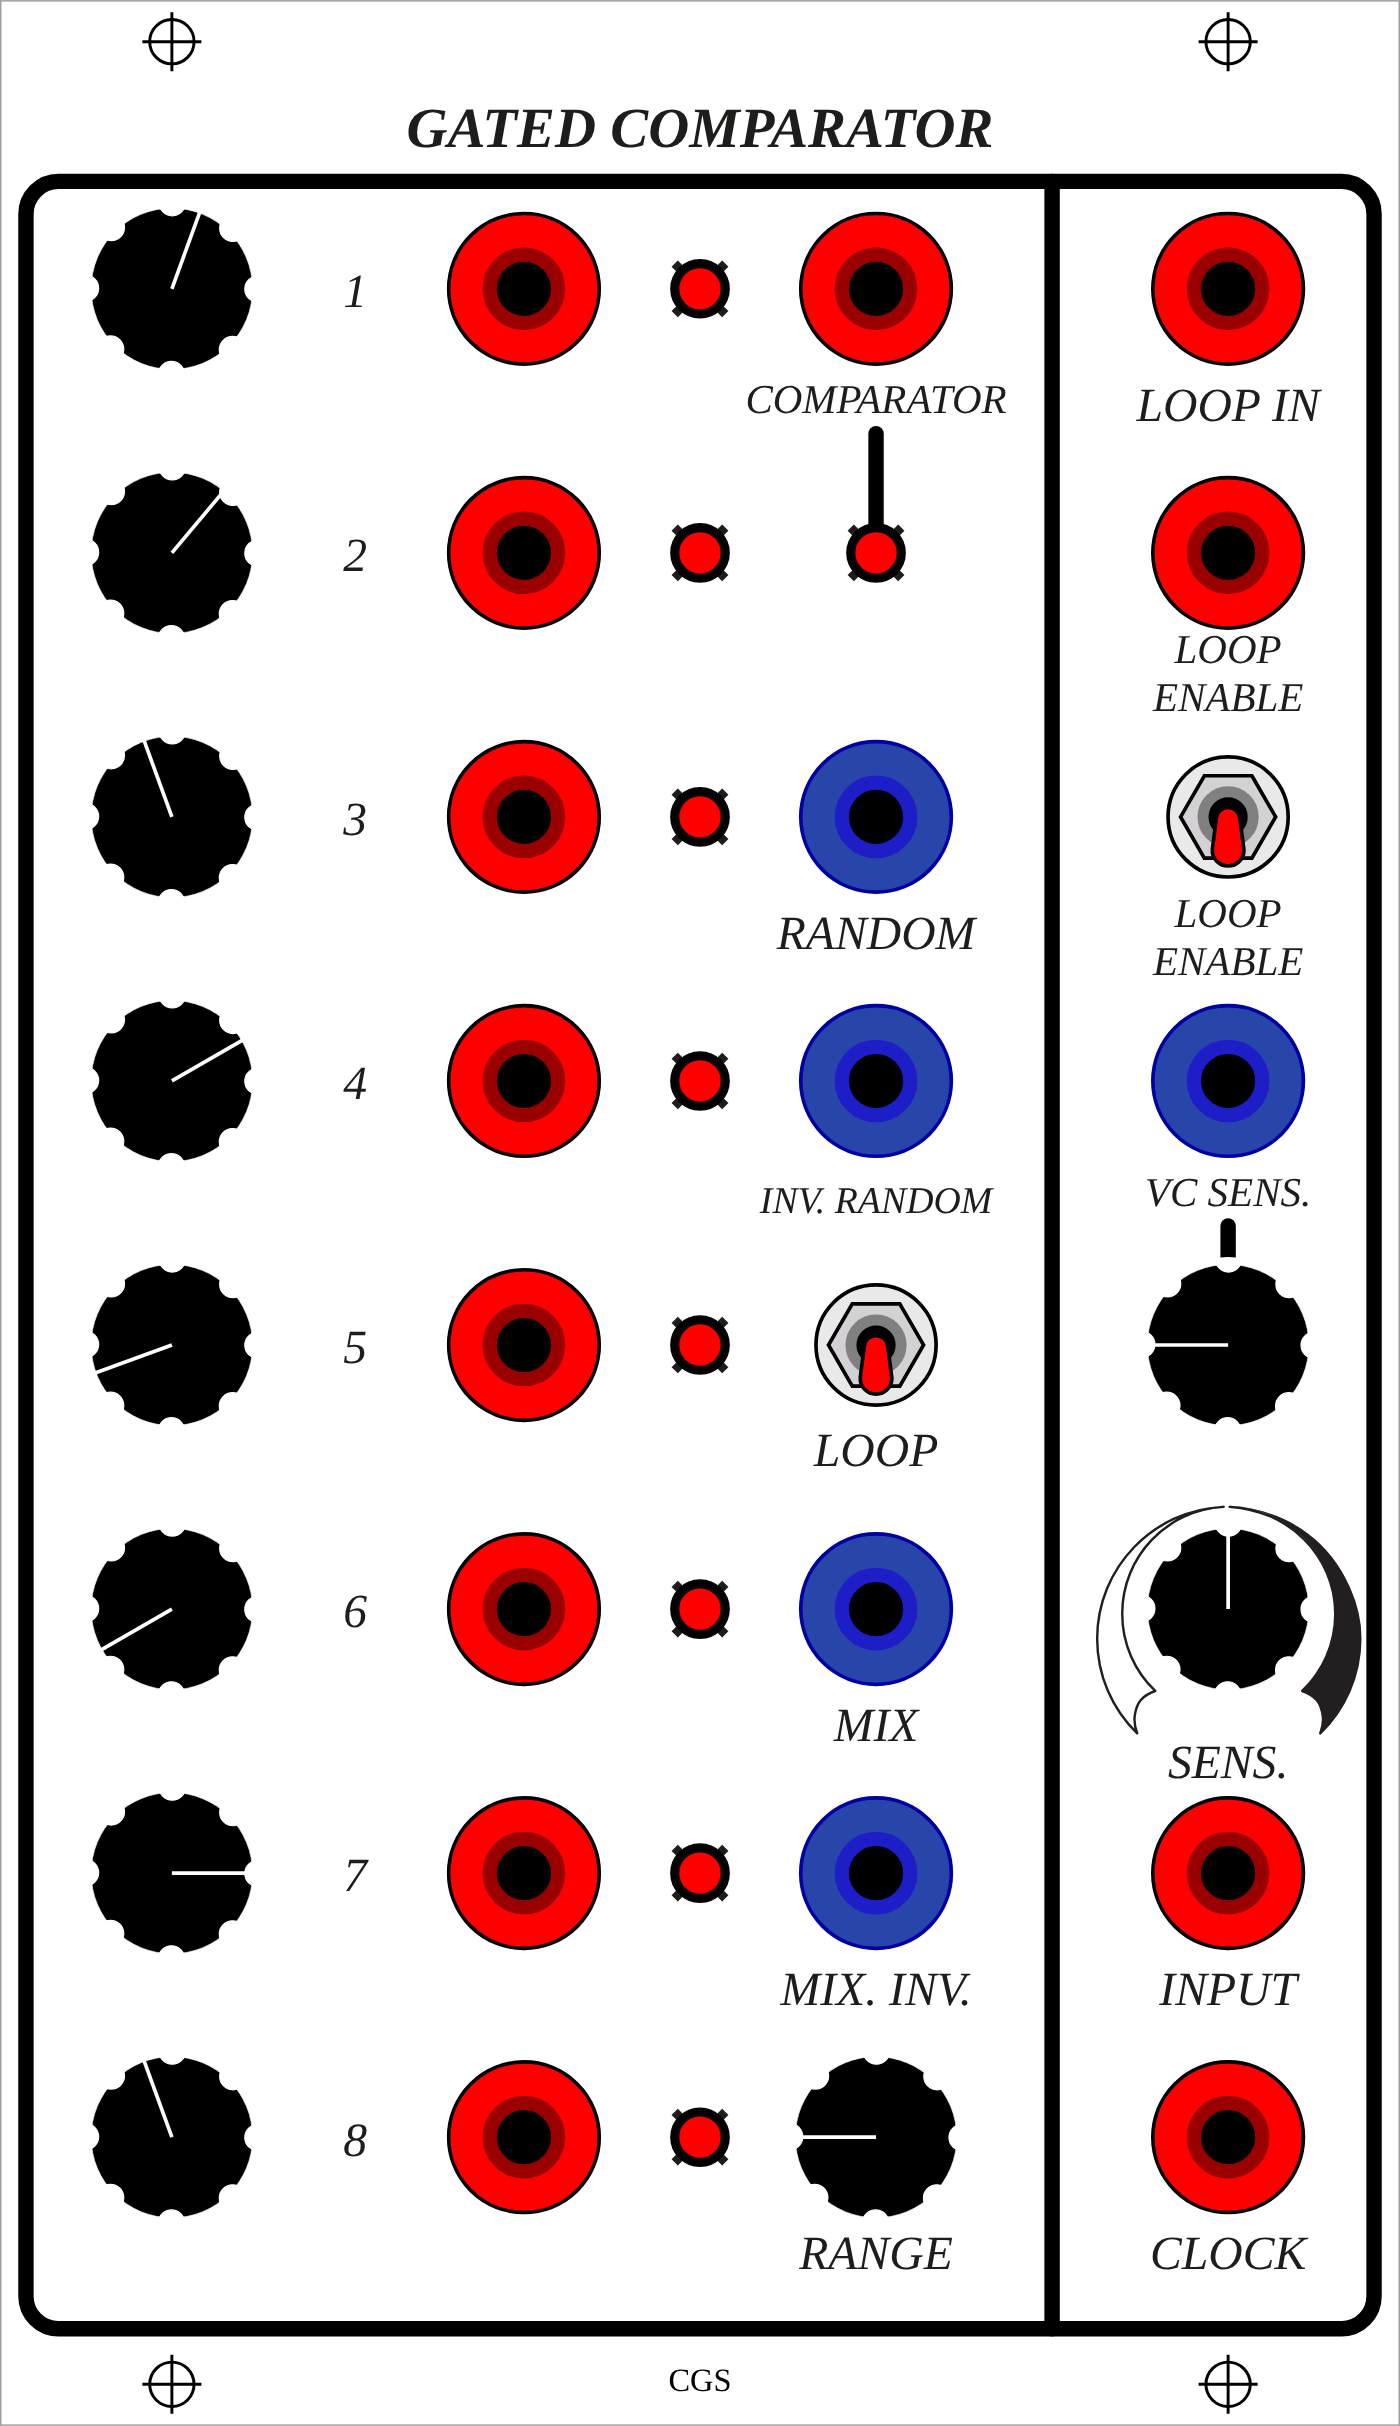 GATED COMPARATOR
1
COMPARATOR
LOOP IN
2
LOOP
ENABLE
3
RANDOM
LOOP
ENABLE
4
INV. RANDOM
VC SENS.
5
LOOP
6
MIX
SENS.
7
MIX. INV.
INPUT
8
RANGE
CLOCK
CGS